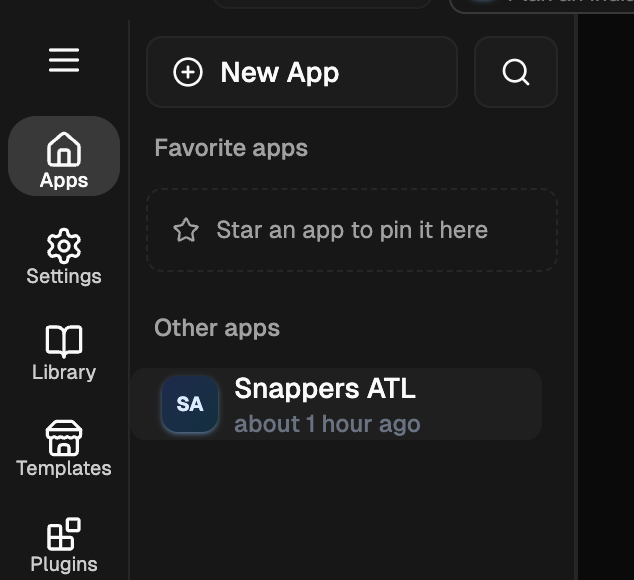 New App
Apps
Favorite apps
Star an app to pin it here
Settings
Other apps
Library
SA
Snappers ATL
about 1 hour ago
Templates
Plugins